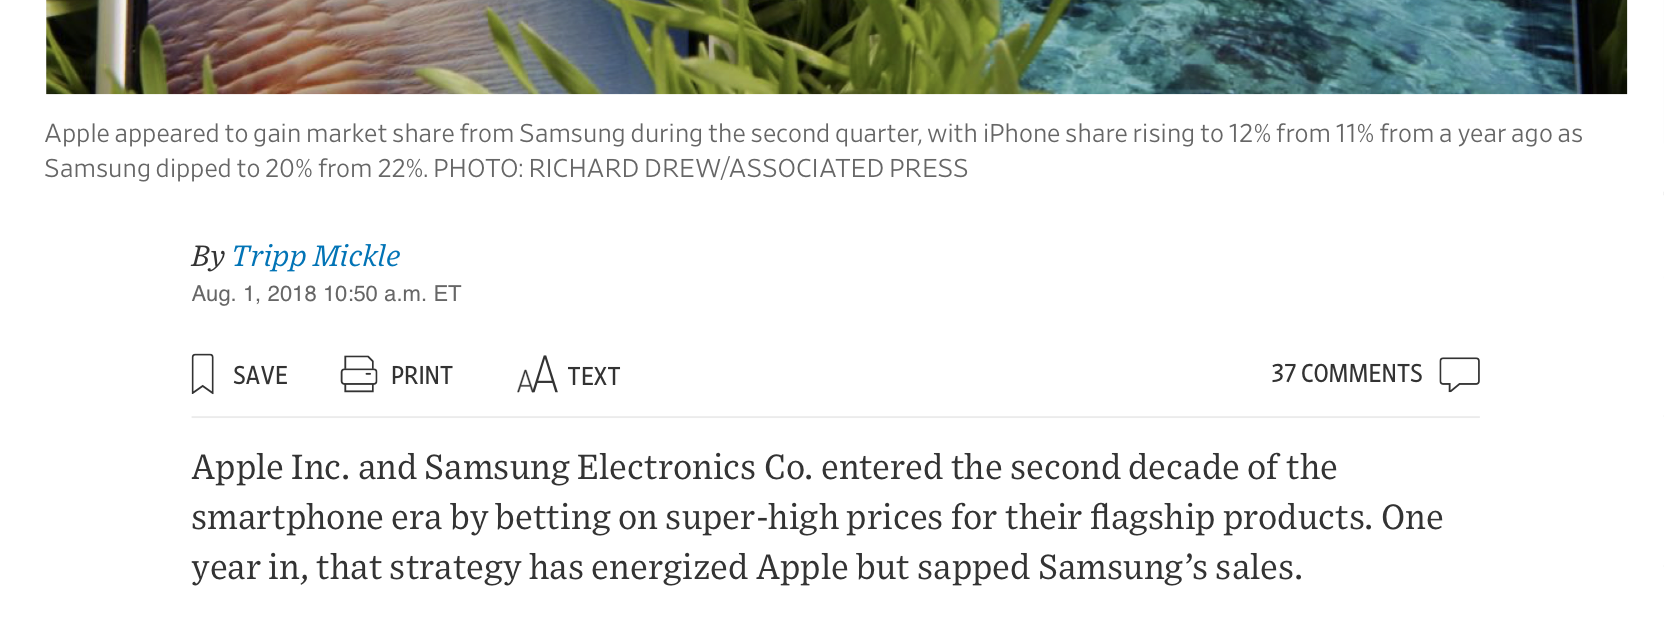 Apple appeared to gain market share from Samsung during the second quarter, with iPhone share rising to 12% from 11% from a year ago as
Samsung dipped to 20% from 22%. PHOTO: RICHARD DREW/ASSOCIATED PRESS
By Tripp Mickle
Aug. 1, 2018 10:50 a.m. ET
SAVE PRINT AA TEXT 37 COMMENTS
Apple Inc. and Samsung Electronics Co. entered the second decade of the
smartphone era by betting on super-high prices for their flagship products. One
year in, that strategy has energized Apple but sapped Samsung’s sales.